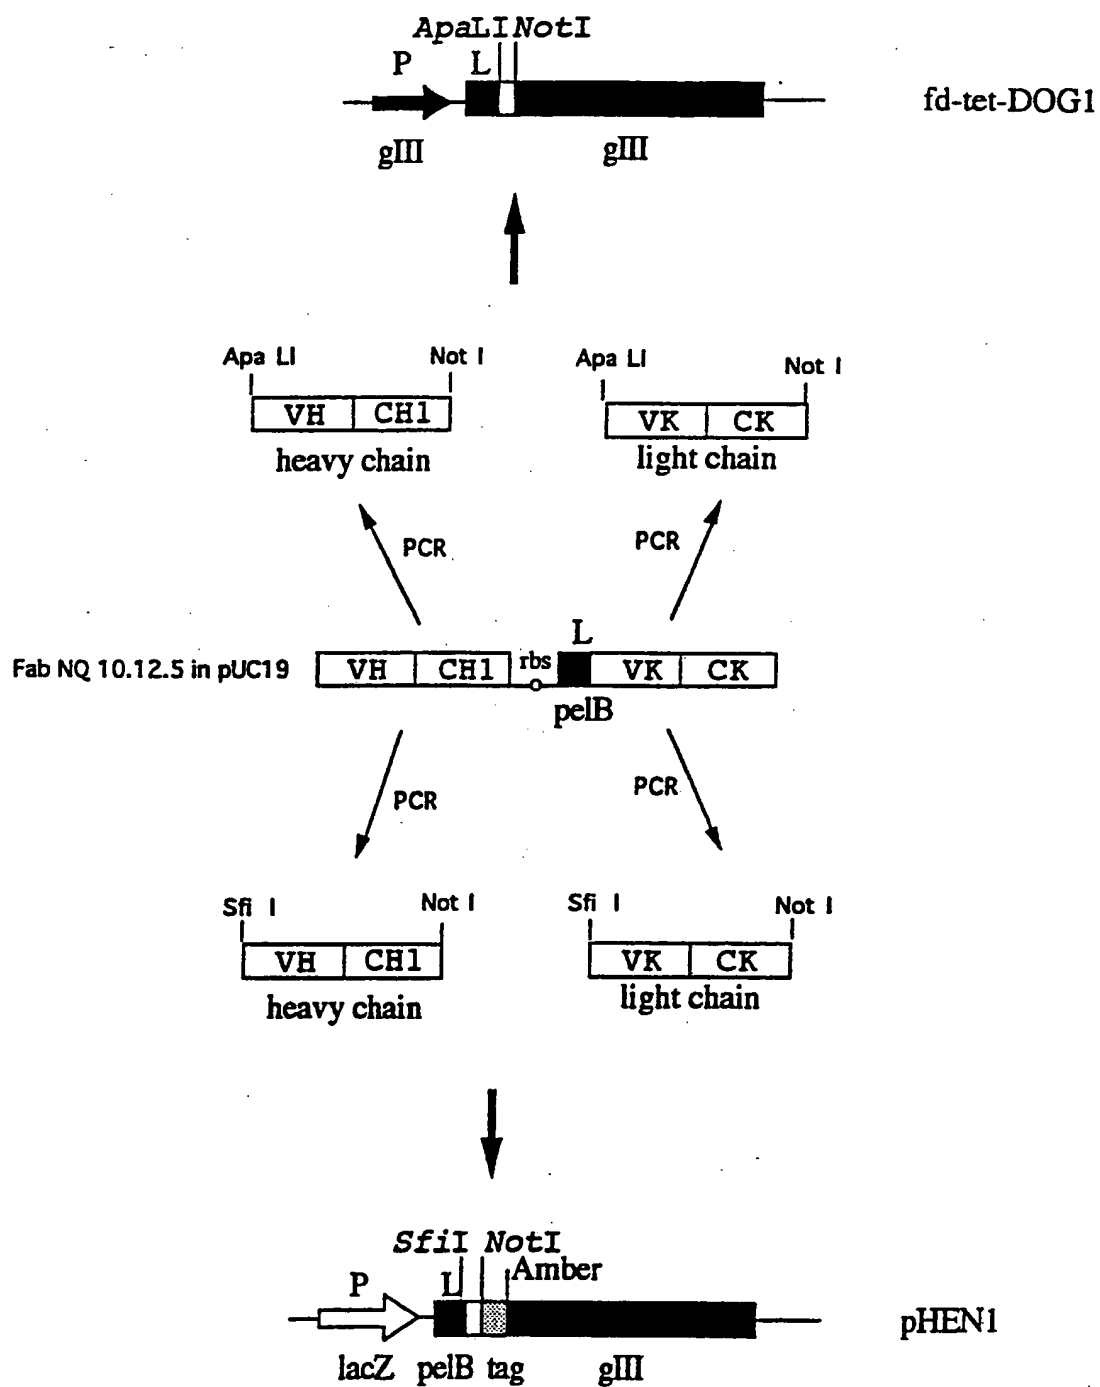 ApaLI NotI
P L
fd-tet-DOG1
gIII gIII
Apa LI Not I Apa LI Not I
VH CH1 VK CK
heavy chain light chain
PCR PCR
L
Fab NQ 10.12.5 in pUC19 VH CH1 rbs VK CK
pelB
PCR PCR
Sfi I Not I Sfi I Not I
VH CH1 VK CK
heavy chain light chain
SfiI NotI
P L Amber
pHEN1
lacZ pelB tag gIII